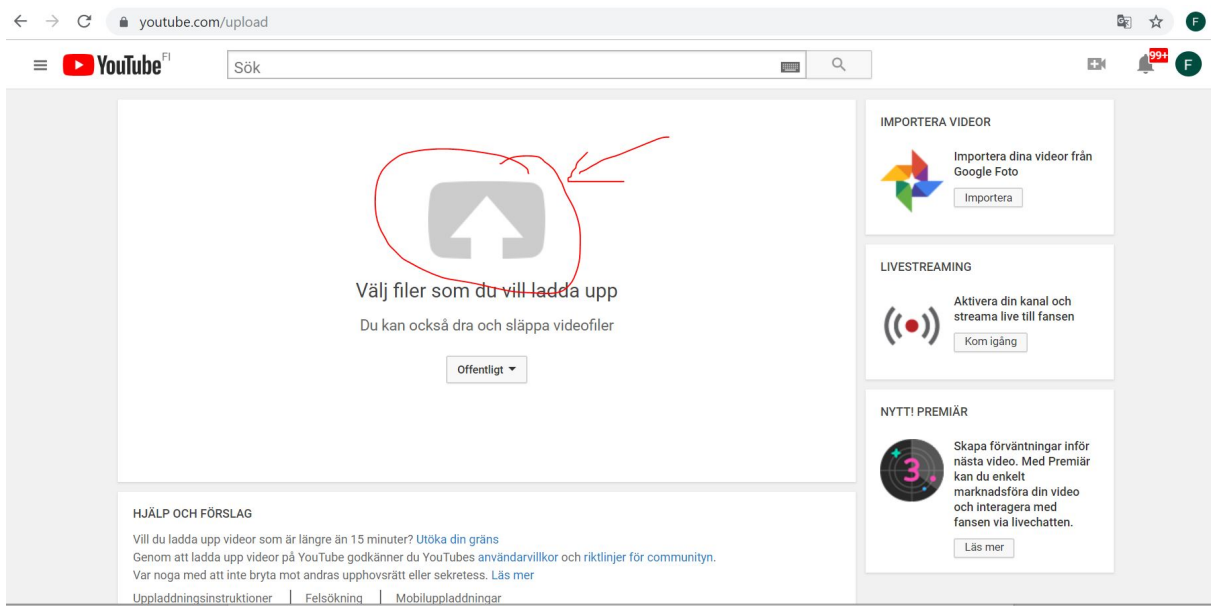 youtube.com/upload
F
YouTube FI
Sök
99+
F
Välj filer som du vill ladda upp
Du kan också dra och släppa videofiler
Offentligt
HJÄLP OCH FÖRSLAG
Vill du ladda upp videor som är längre än 15 minuter? Utöka din gräns
Genom att ladda upp videor på YouTube godkänner du YouTubes användarvillkor och riktlinjer för communityn.
Var noga med att inte bryta mot andras upphovsrätt eller sekretess. Läs mer
Uppladdningsinstruktioner | Felsökning | Mobiluppladdningar
IMPORTERA VIDEOR
Importera dina videor från
Google Foto
Importera
LIVESTREAMING
Aktivera din kanal och
streama live till fansen
Kom igång
NYTT! PREMIÄR
3
Skapa förväntningar inför
nästa video. Med Premiär
kan du enkelt
marknadsföra din video
och interagera med
fansen via livechatten.
Läs mer